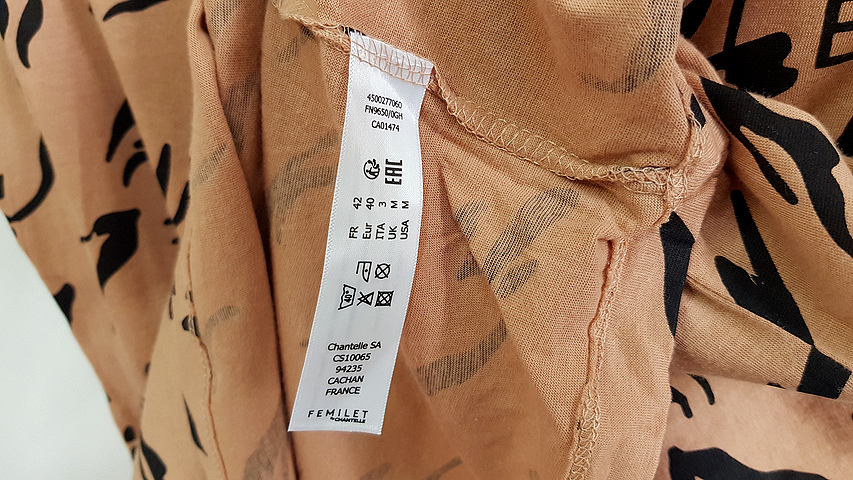 4500277060
FN9650/0GH
CA01474
EAC
FR 42
Eur 40
ITA 3
UK M
USA M
40°
Chantelle SA
CS10065
94235
CACHAN
FRANCE
FEMILET
by CHANTELLE